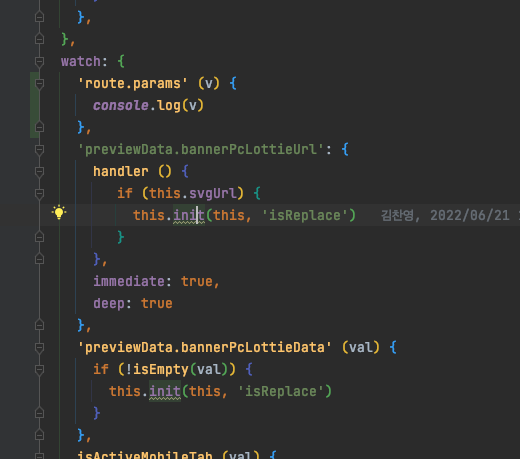 },
},
watch: {
'route.params' (v) {
console.log(v)
},
'previewData.bannerPcLottieUrl': {
handler () {
if (this.svgUrl) {
this.init(this, 'isReplace') 김찬영, 2022/06/21
}
},
immediate: true,
deep: true
},
'previewData.bannerPcLottieData' (val) {
if (!isEmpty(val)) {
this.init(this, 'isReplace')
}
},
isActiveMobileTab (val) {